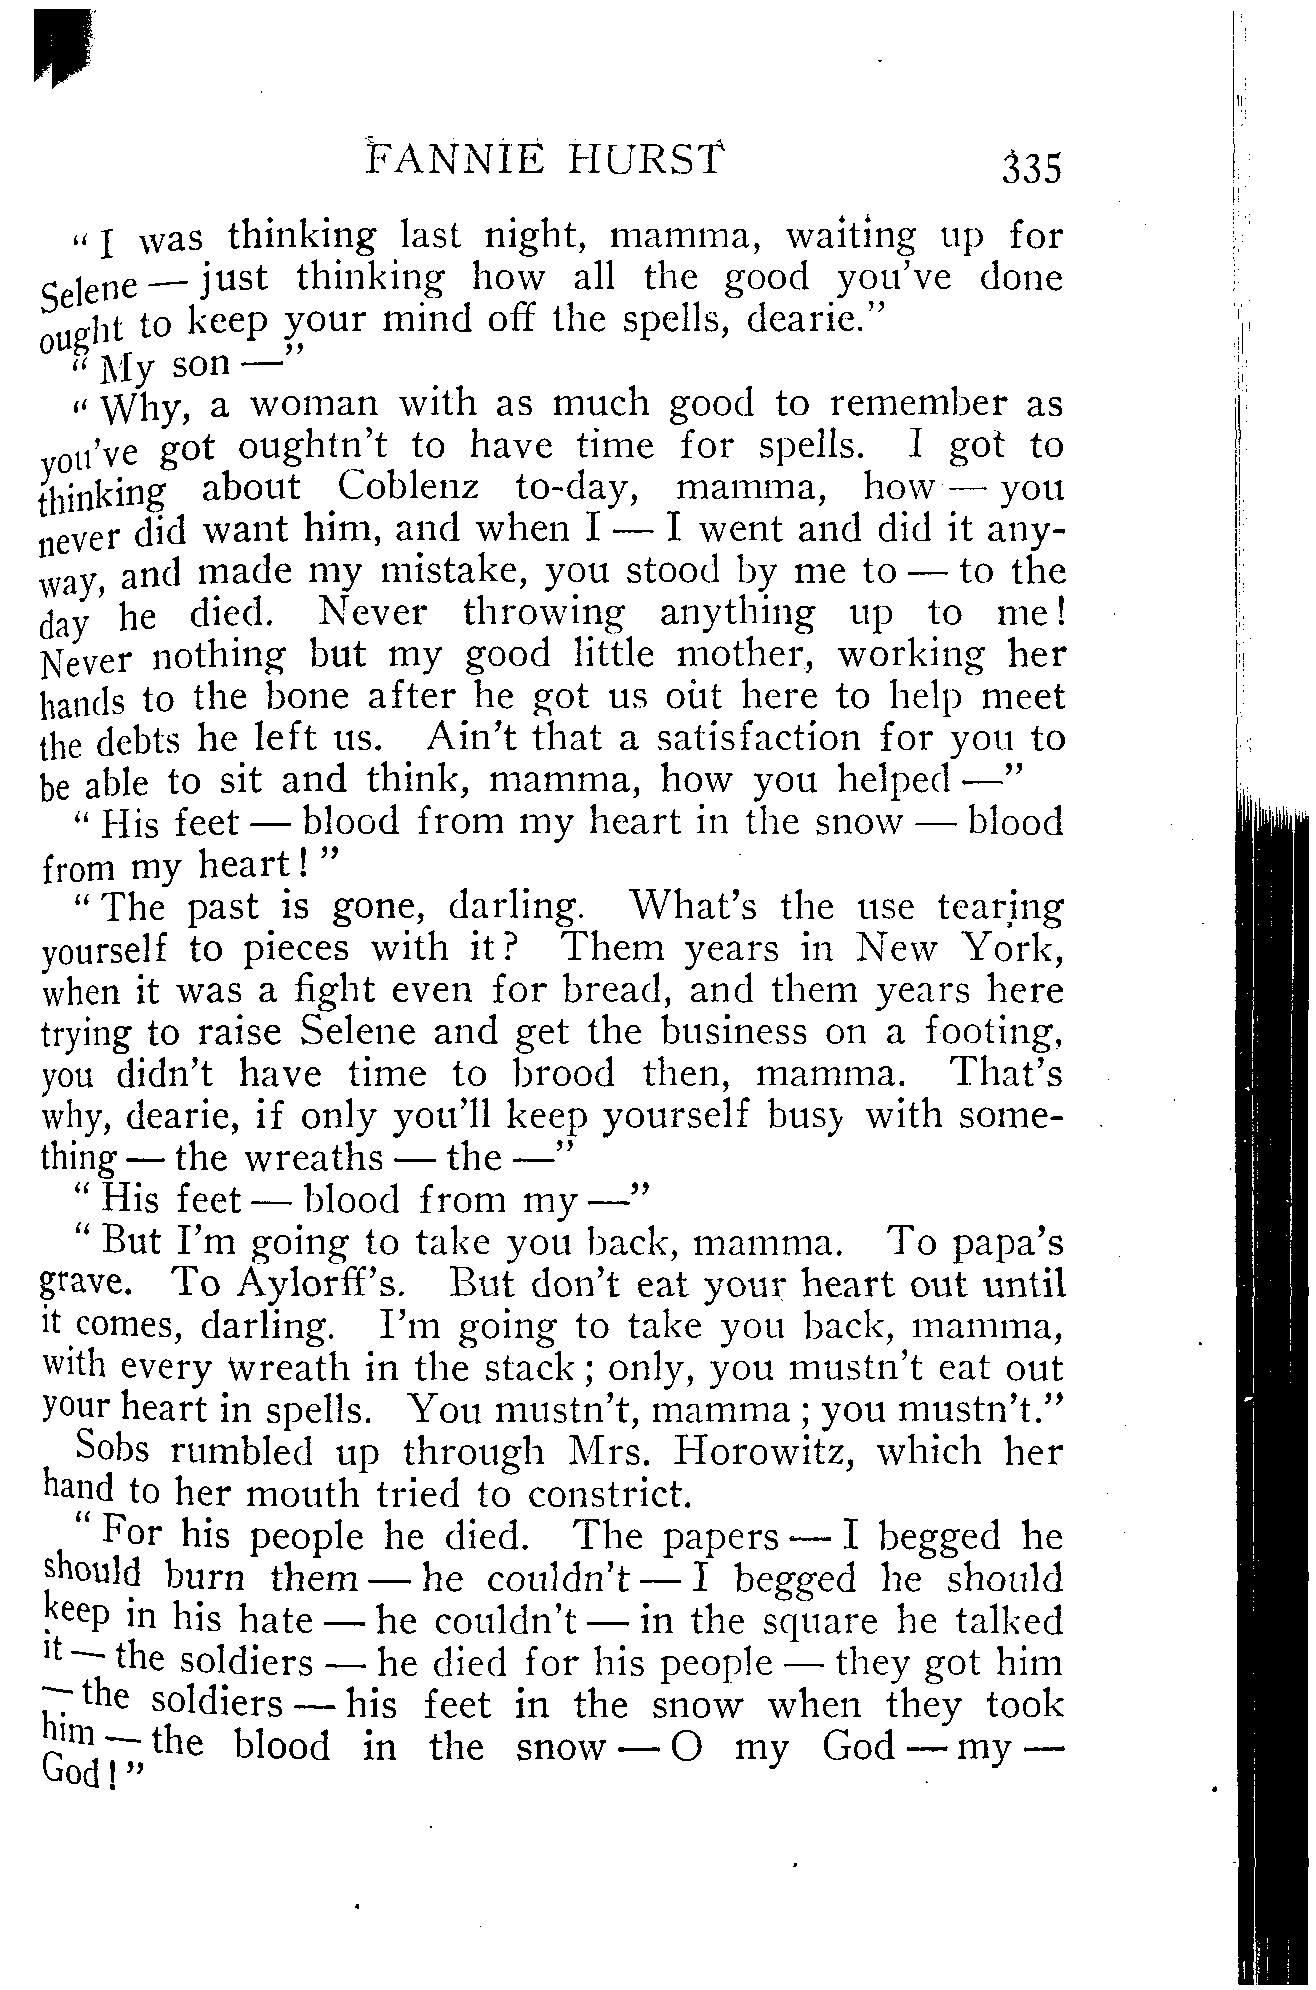 FANNIE HURST 335
"I was thinking last night, mamma, waiting up for
Selene — just thinking how all the good you've done
ought to keep your mind off the spells, dearie."
"My son —"
"Why, a woman with as much good to remember as
you've got oughtn't to have time for spells. I got to
thinking about Coblenz to-day, mamma, how — you
never did want him, and when I — I went and did it any-
way, and made my mistake, you stood by me to — to the
day he died. Never throwing anything up to me!
Never nothing but my good little mother, working her
hands to the bone after he got us out here to help meet
the debts he left us. Ain't that a satisfaction for you to
be able to sit and think, mamma, how you helped —"
"His feet — blood from my heart in the snow — blood
from my heart!"
"The past is gone, darling. What's the use tearing
yourself to pieces with it? Them years in New York,
when it was a fight even for bread, and them years here
trying to raise Selene and get the business on a footing,
you didn't have time to brood then, mamma. That's
why, dearie, if only you'll keep yourself busy with some-
thing — the wreaths — the —"
"His feet — blood from my —"
"But I'm going to take you back, mamma. To papa's
grave. To Aylorff's. But don't eat your heart out until
it comes, darling. I'm going to take you back, mamma,
with every wreath in the stack; only, you mustn't eat out
your heart in spells. You mustn't, mamma; you mustn't."
Sobs rumbled up through Mrs. Horowitz, which her
hand to her mouth tried to constrict.
"For his people he died. The papers — I begged he
should burn them — he couldn't — I begged he should
keep in his hate — he couldn't — in the square he talked
it — the soldiers — he died for his people — they got him
— the soldiers — his feet in the snow when they took
him — the blood in the snow — O my God — my —
God!"